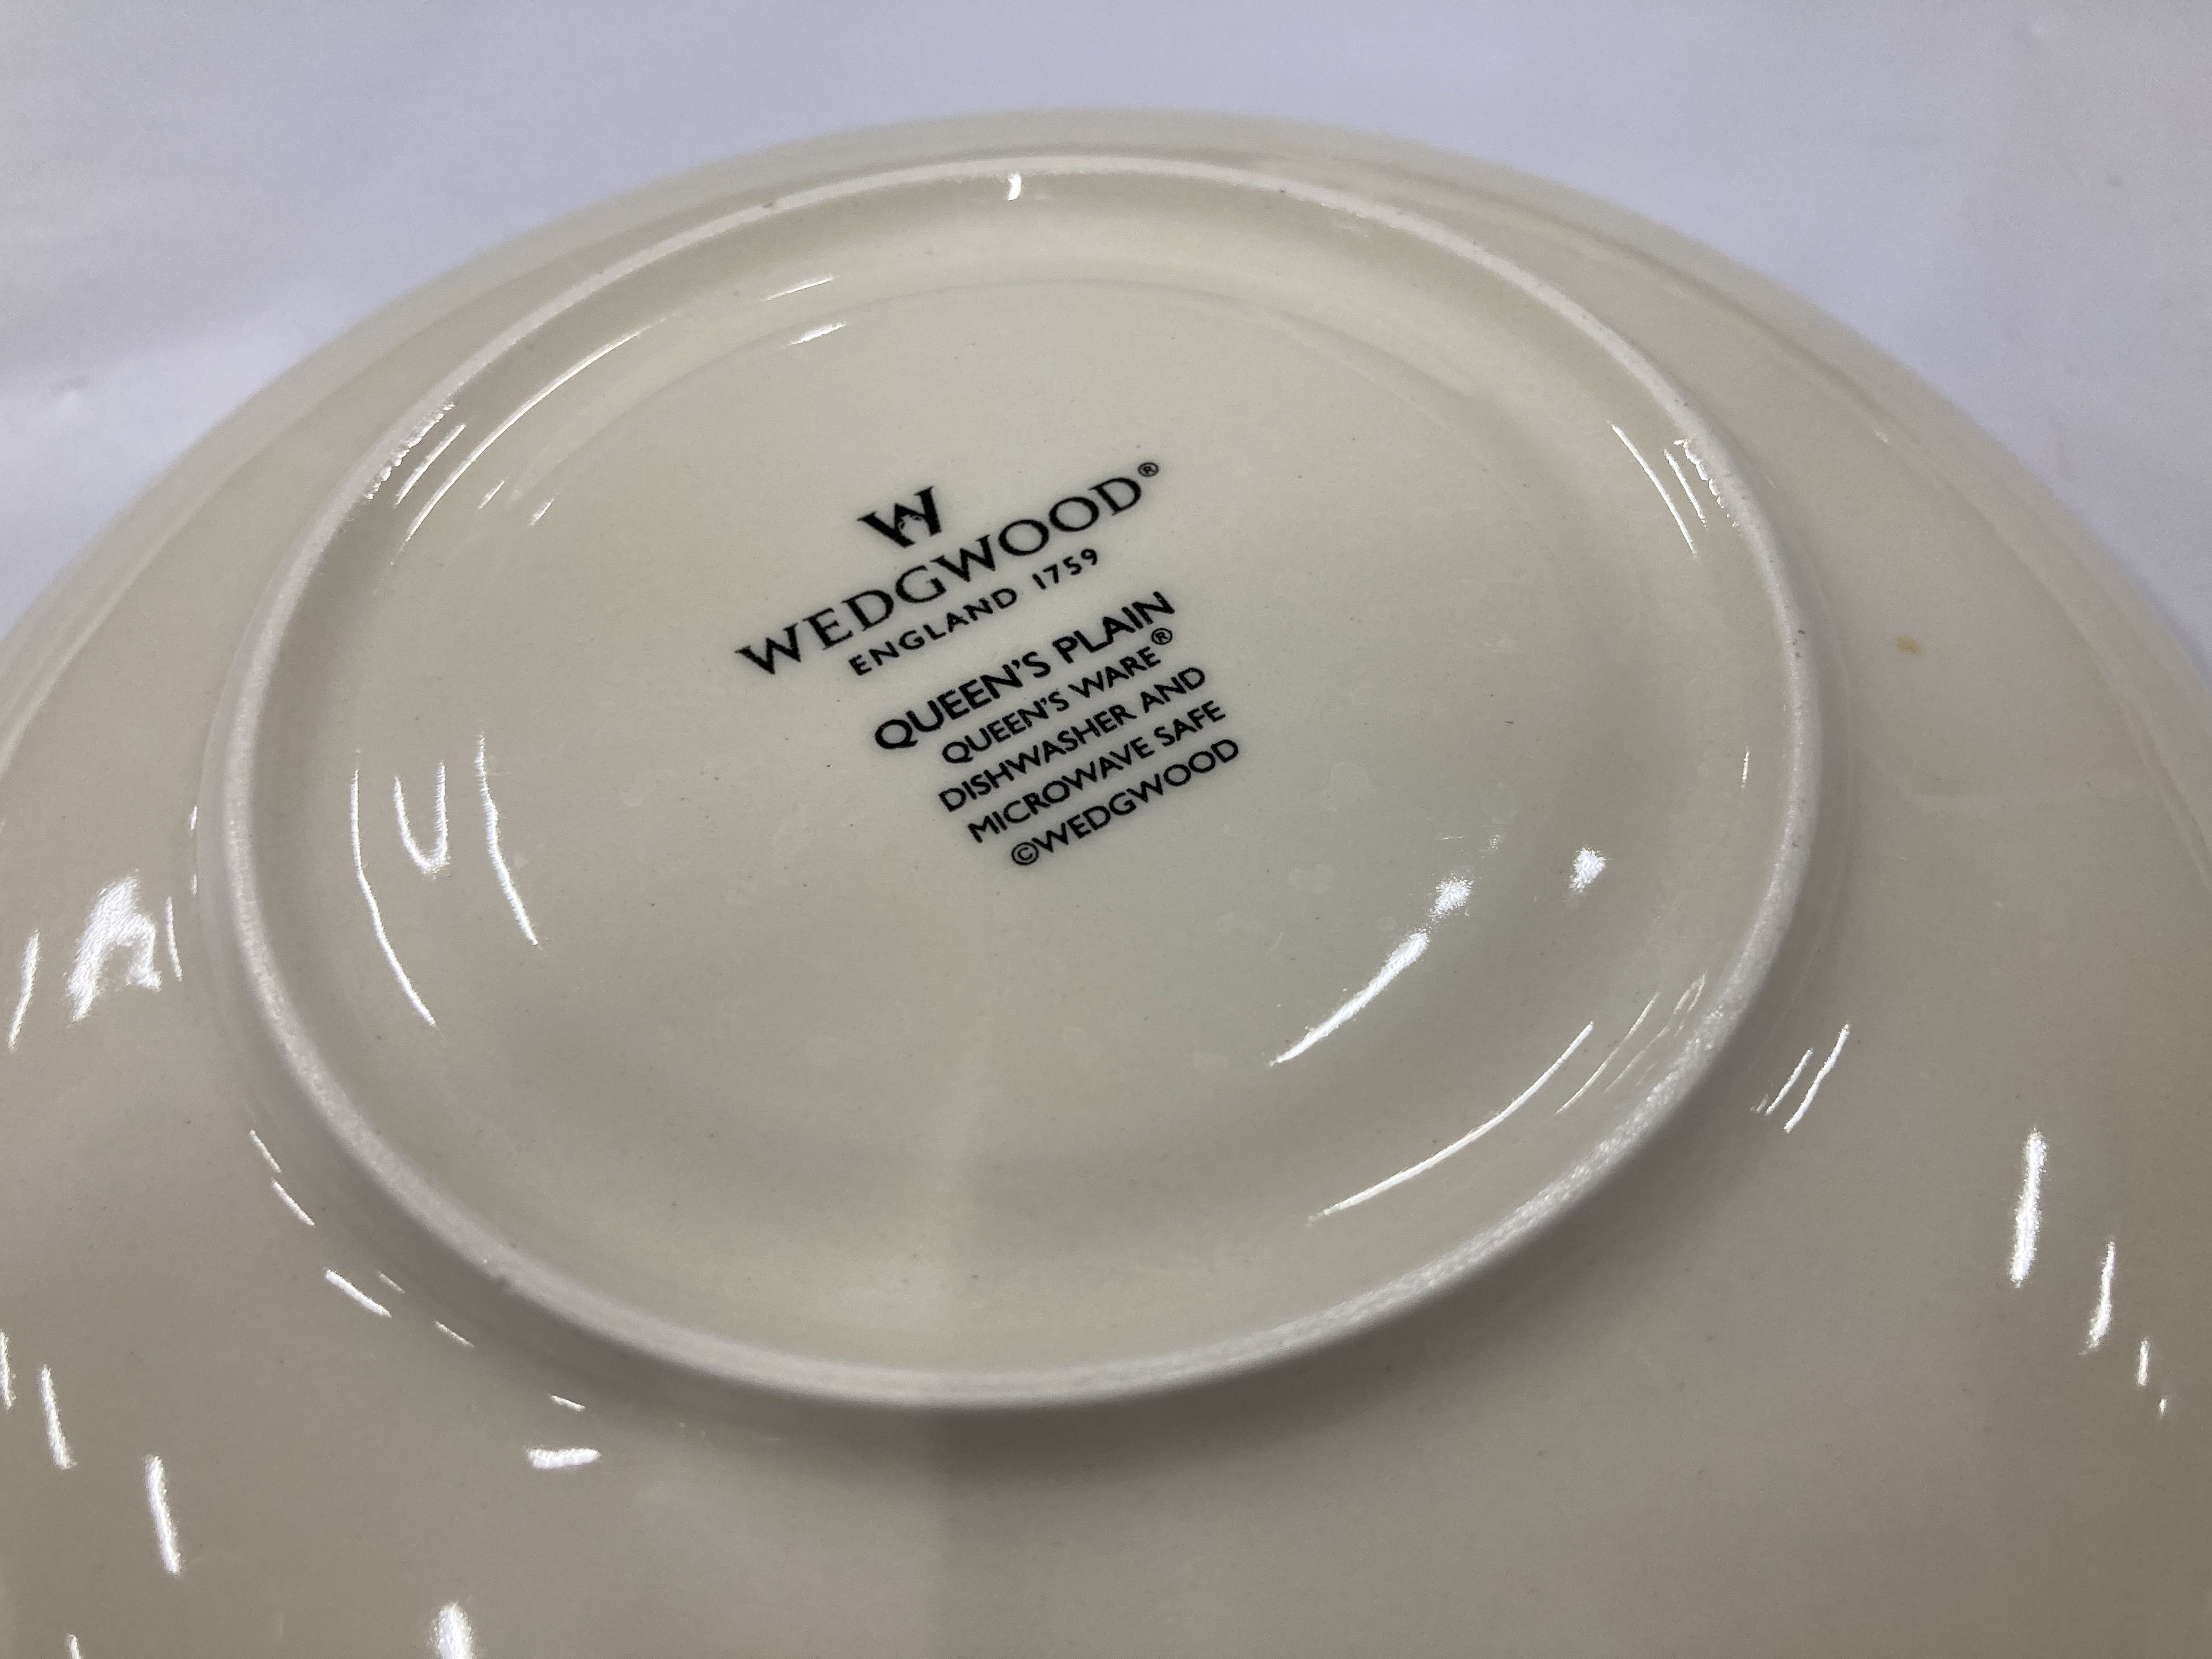 W
WEDGWOOD®
ENGLAND 1759
QUEEN'S PLAIN
QUEEN'S WARE®
DISHWASHER AND
MICROWAVE SAFE
©WEDGWOOD